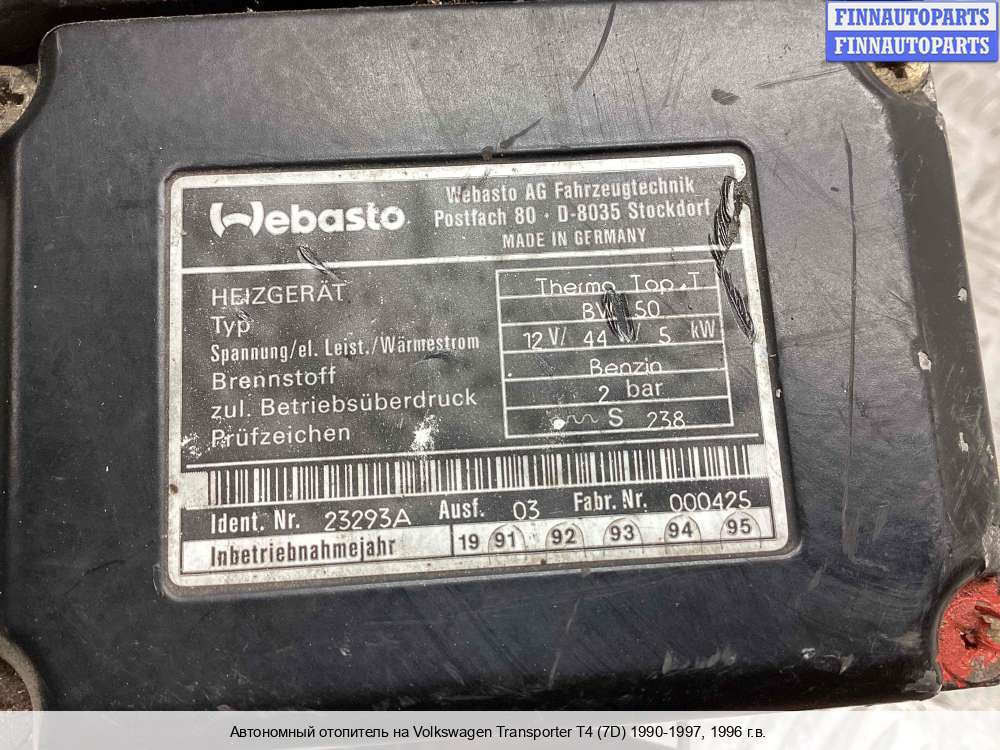 FINNAUTOPARTS
FINNAUTOPARTS
Webasto
Webasto AG Fahrzeugtechnik
Postfach 80 · D-8035 Stockdorf
MADE IN GERMANY
HEIZGERÄT Thermo Top T
Typ 50
Spannung/el. Leist./Wärmestrom 12 V/ 44 W/ 5 kW
Brennstoff Benzin
zul. Betriebsüberdruck 2 bar
Prüfzeichen S 238
Ident. Nr. 23293A Ausf. 03 Fabr. Nr. 000425
Inbetriebnahmejahr 19 91 92 93 94 95
Автономный отопитель на Volkswagen Transporter T4 (7D) 1990-1997, 1996 г.в.